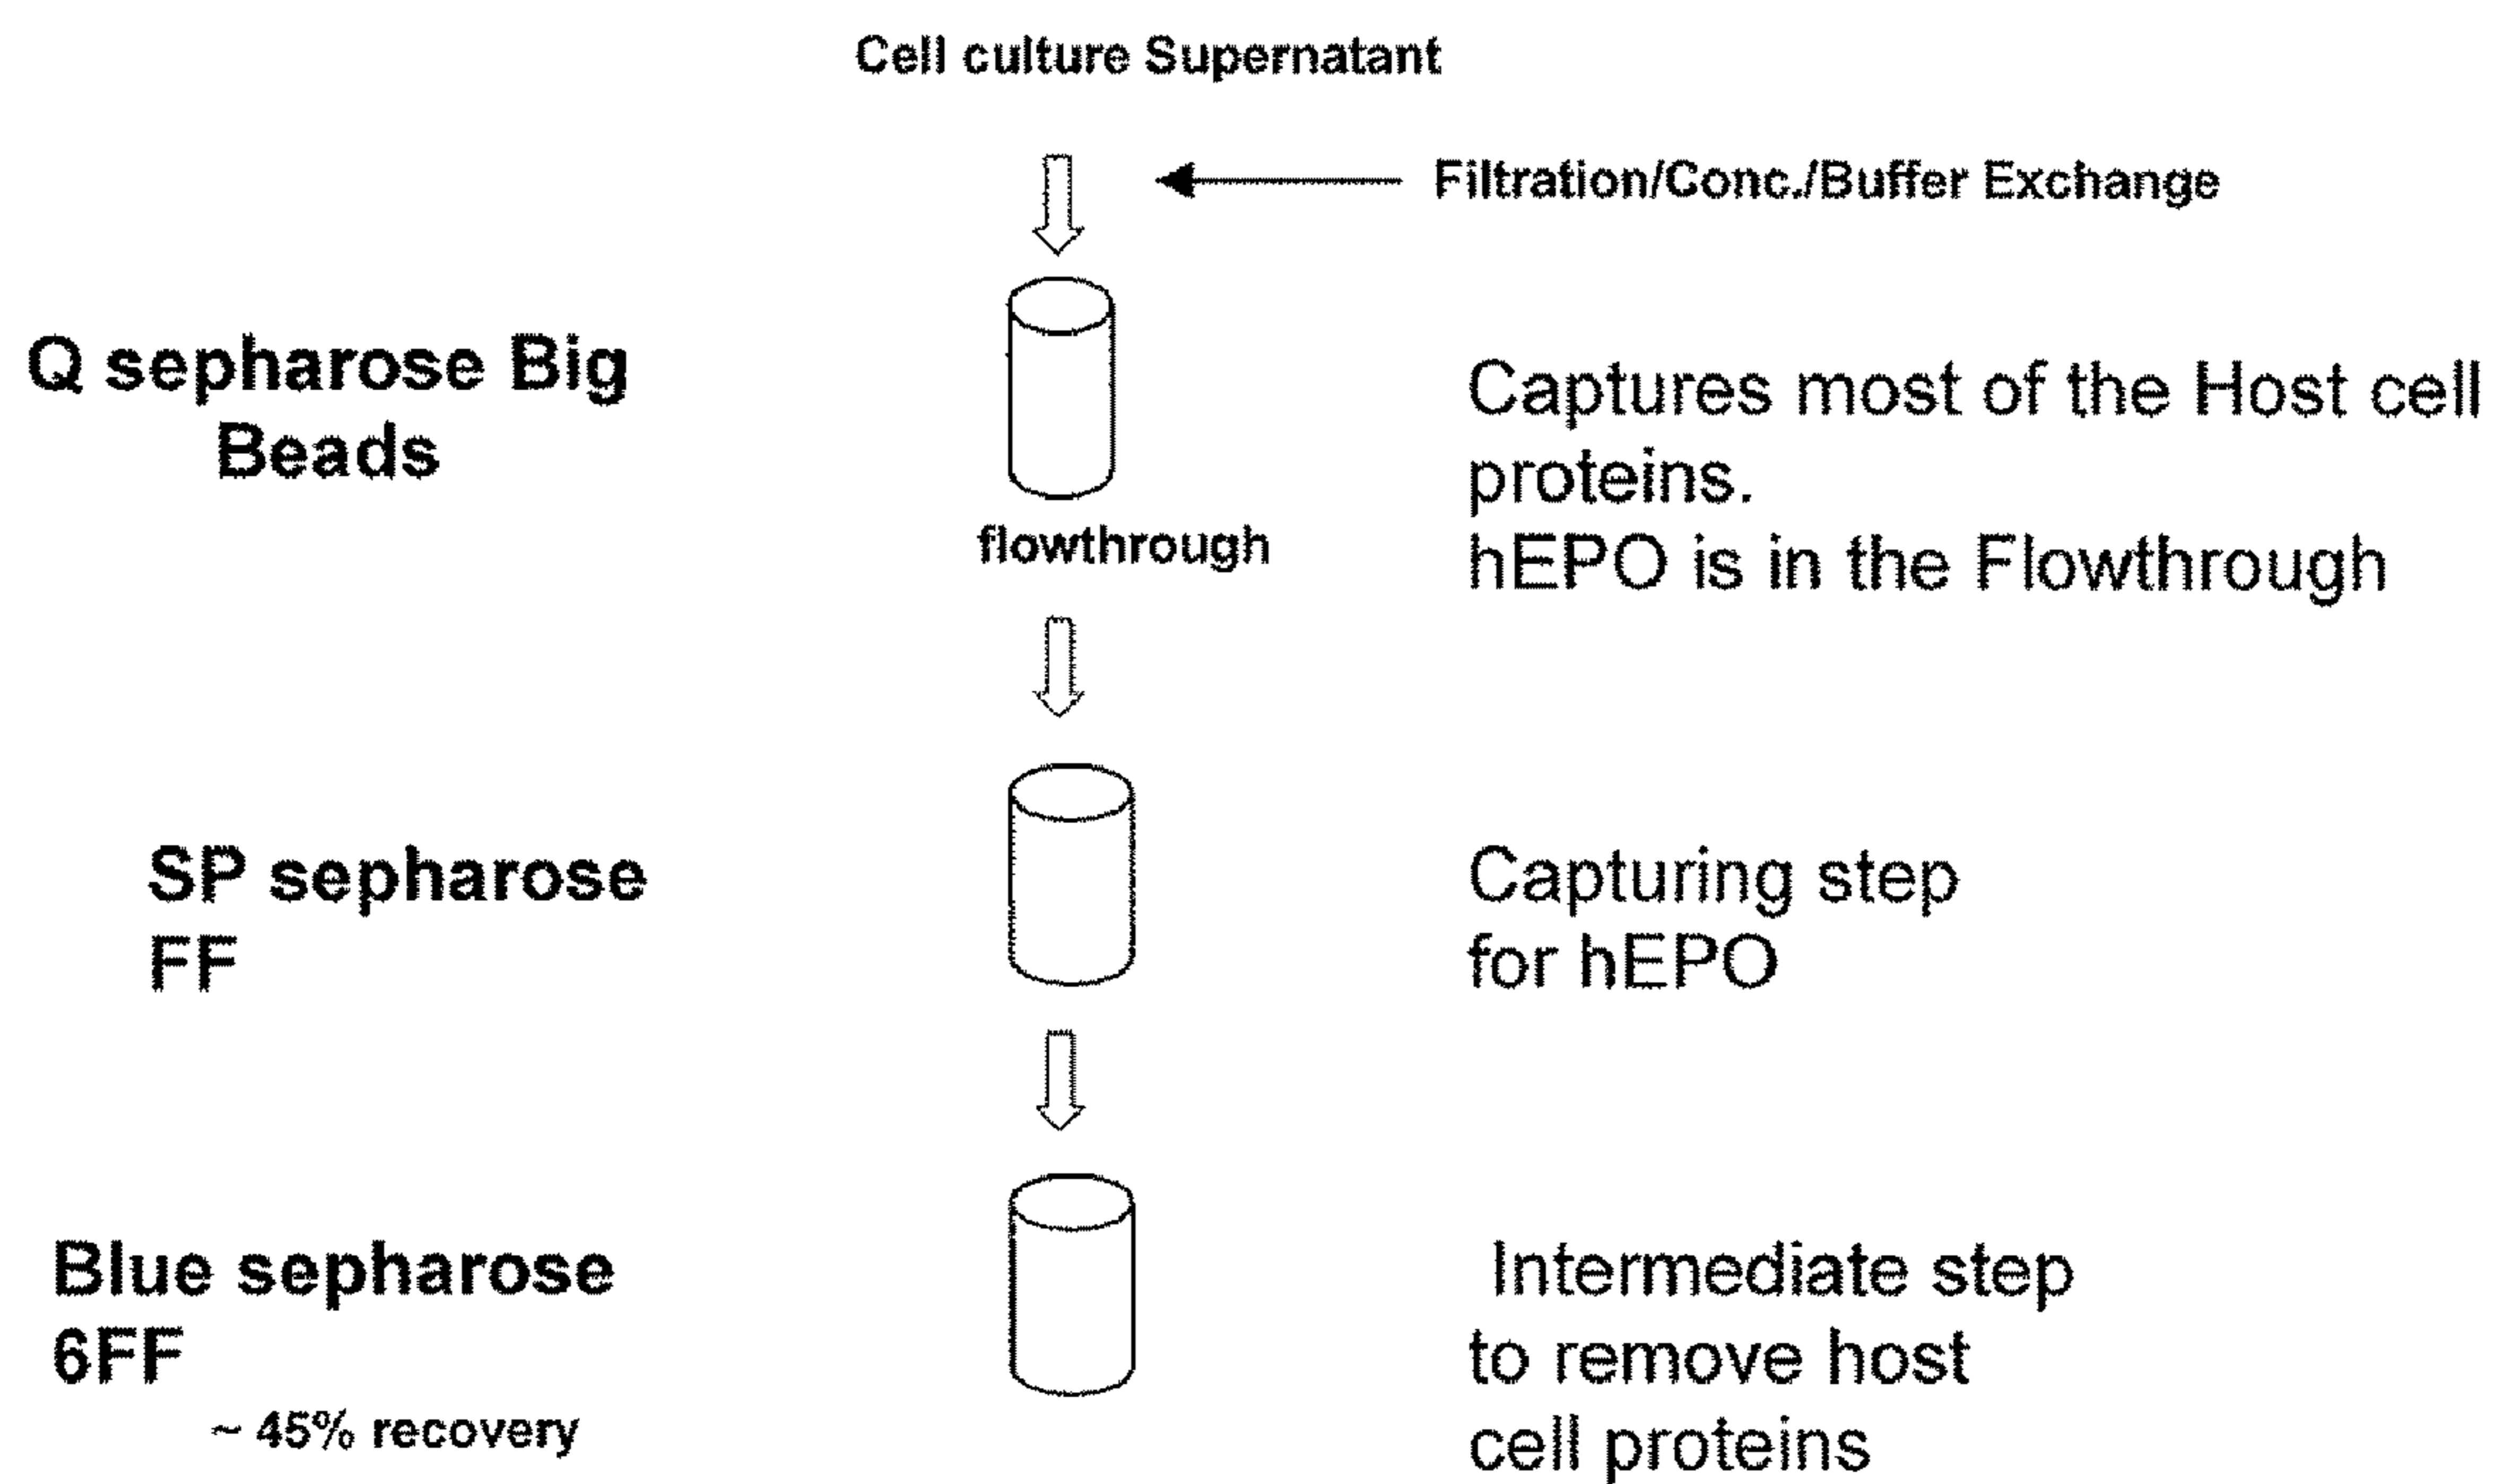 Cell culture Supernatant
Filtration/Conc./Buffer Exchange
Q sepharose Big
Beads
Captures most of the Host cell
proteins.
hEPO is in the Flowthrough
flowthrough
SP sepharose
FF
Capturing step
for hEPO
Blue sepharose
6FF
~ 45% recovery
Intermediate step
to remove host
cell proteins